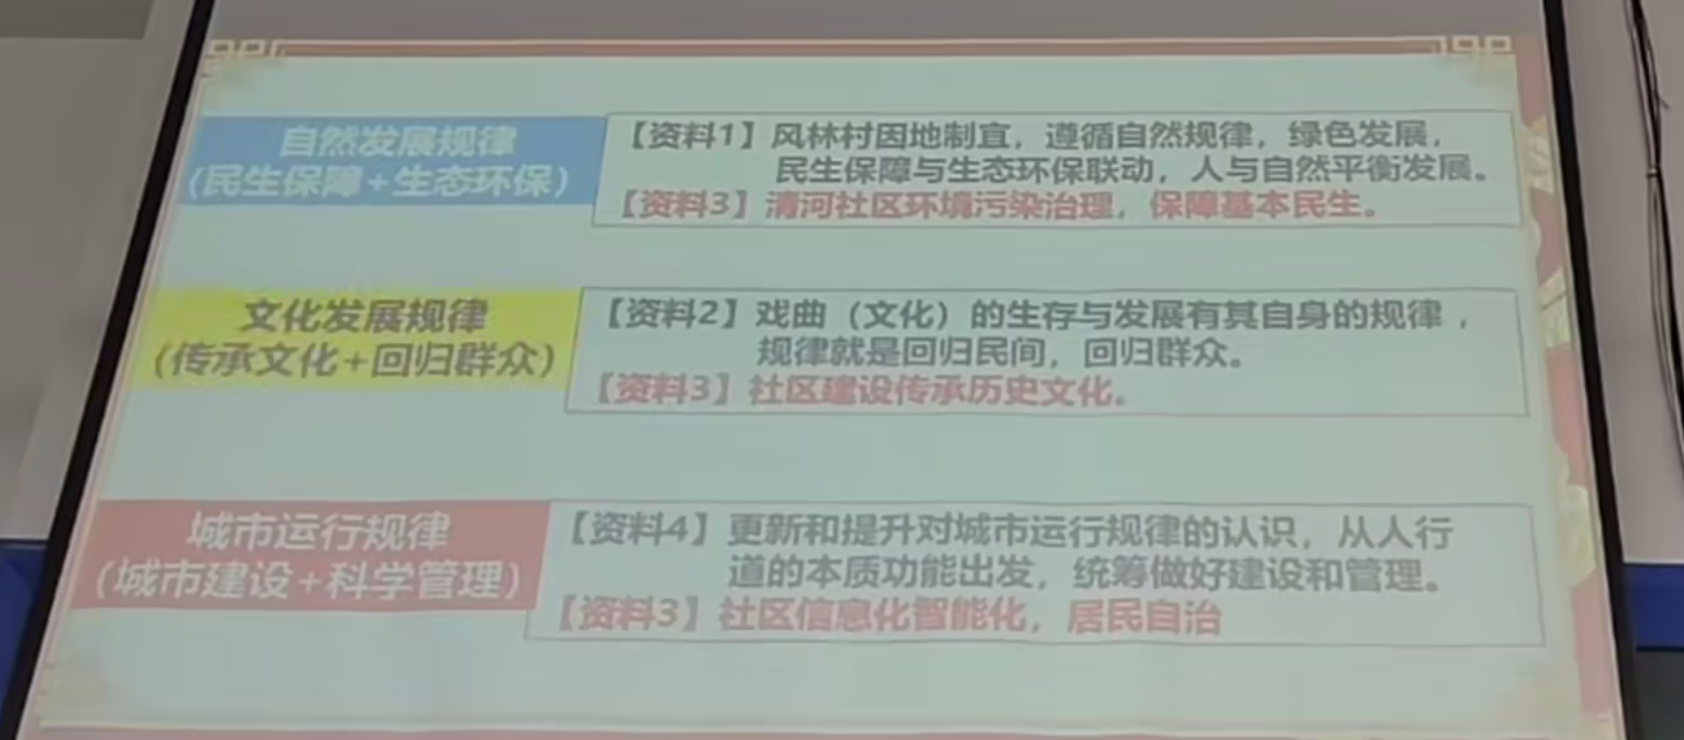 自然发展规律
(民生保障+生态环保)
【资料1】风林村因地制宜，遵循自然规律，绿色发展，
民生保障与生态环保联动，人与自然平衡发展。
【资料3】清河社区环境污染治理，保障基本民生。
文化发展规律
(传承文化+回归群众)
【资料2】戏曲（文化）的生存与发展有其自身的规律，
规律就是回归民间，回归群众。
【资料3】社区建设传承历史文化。
城市运行规律
(城市建设+科学管理)
【资料4】更新和提升对城市运行规律的认识，从人行
道的本质功能出发，统筹做好建设和管理。
【资料3】社区信息化智能化，居民自治